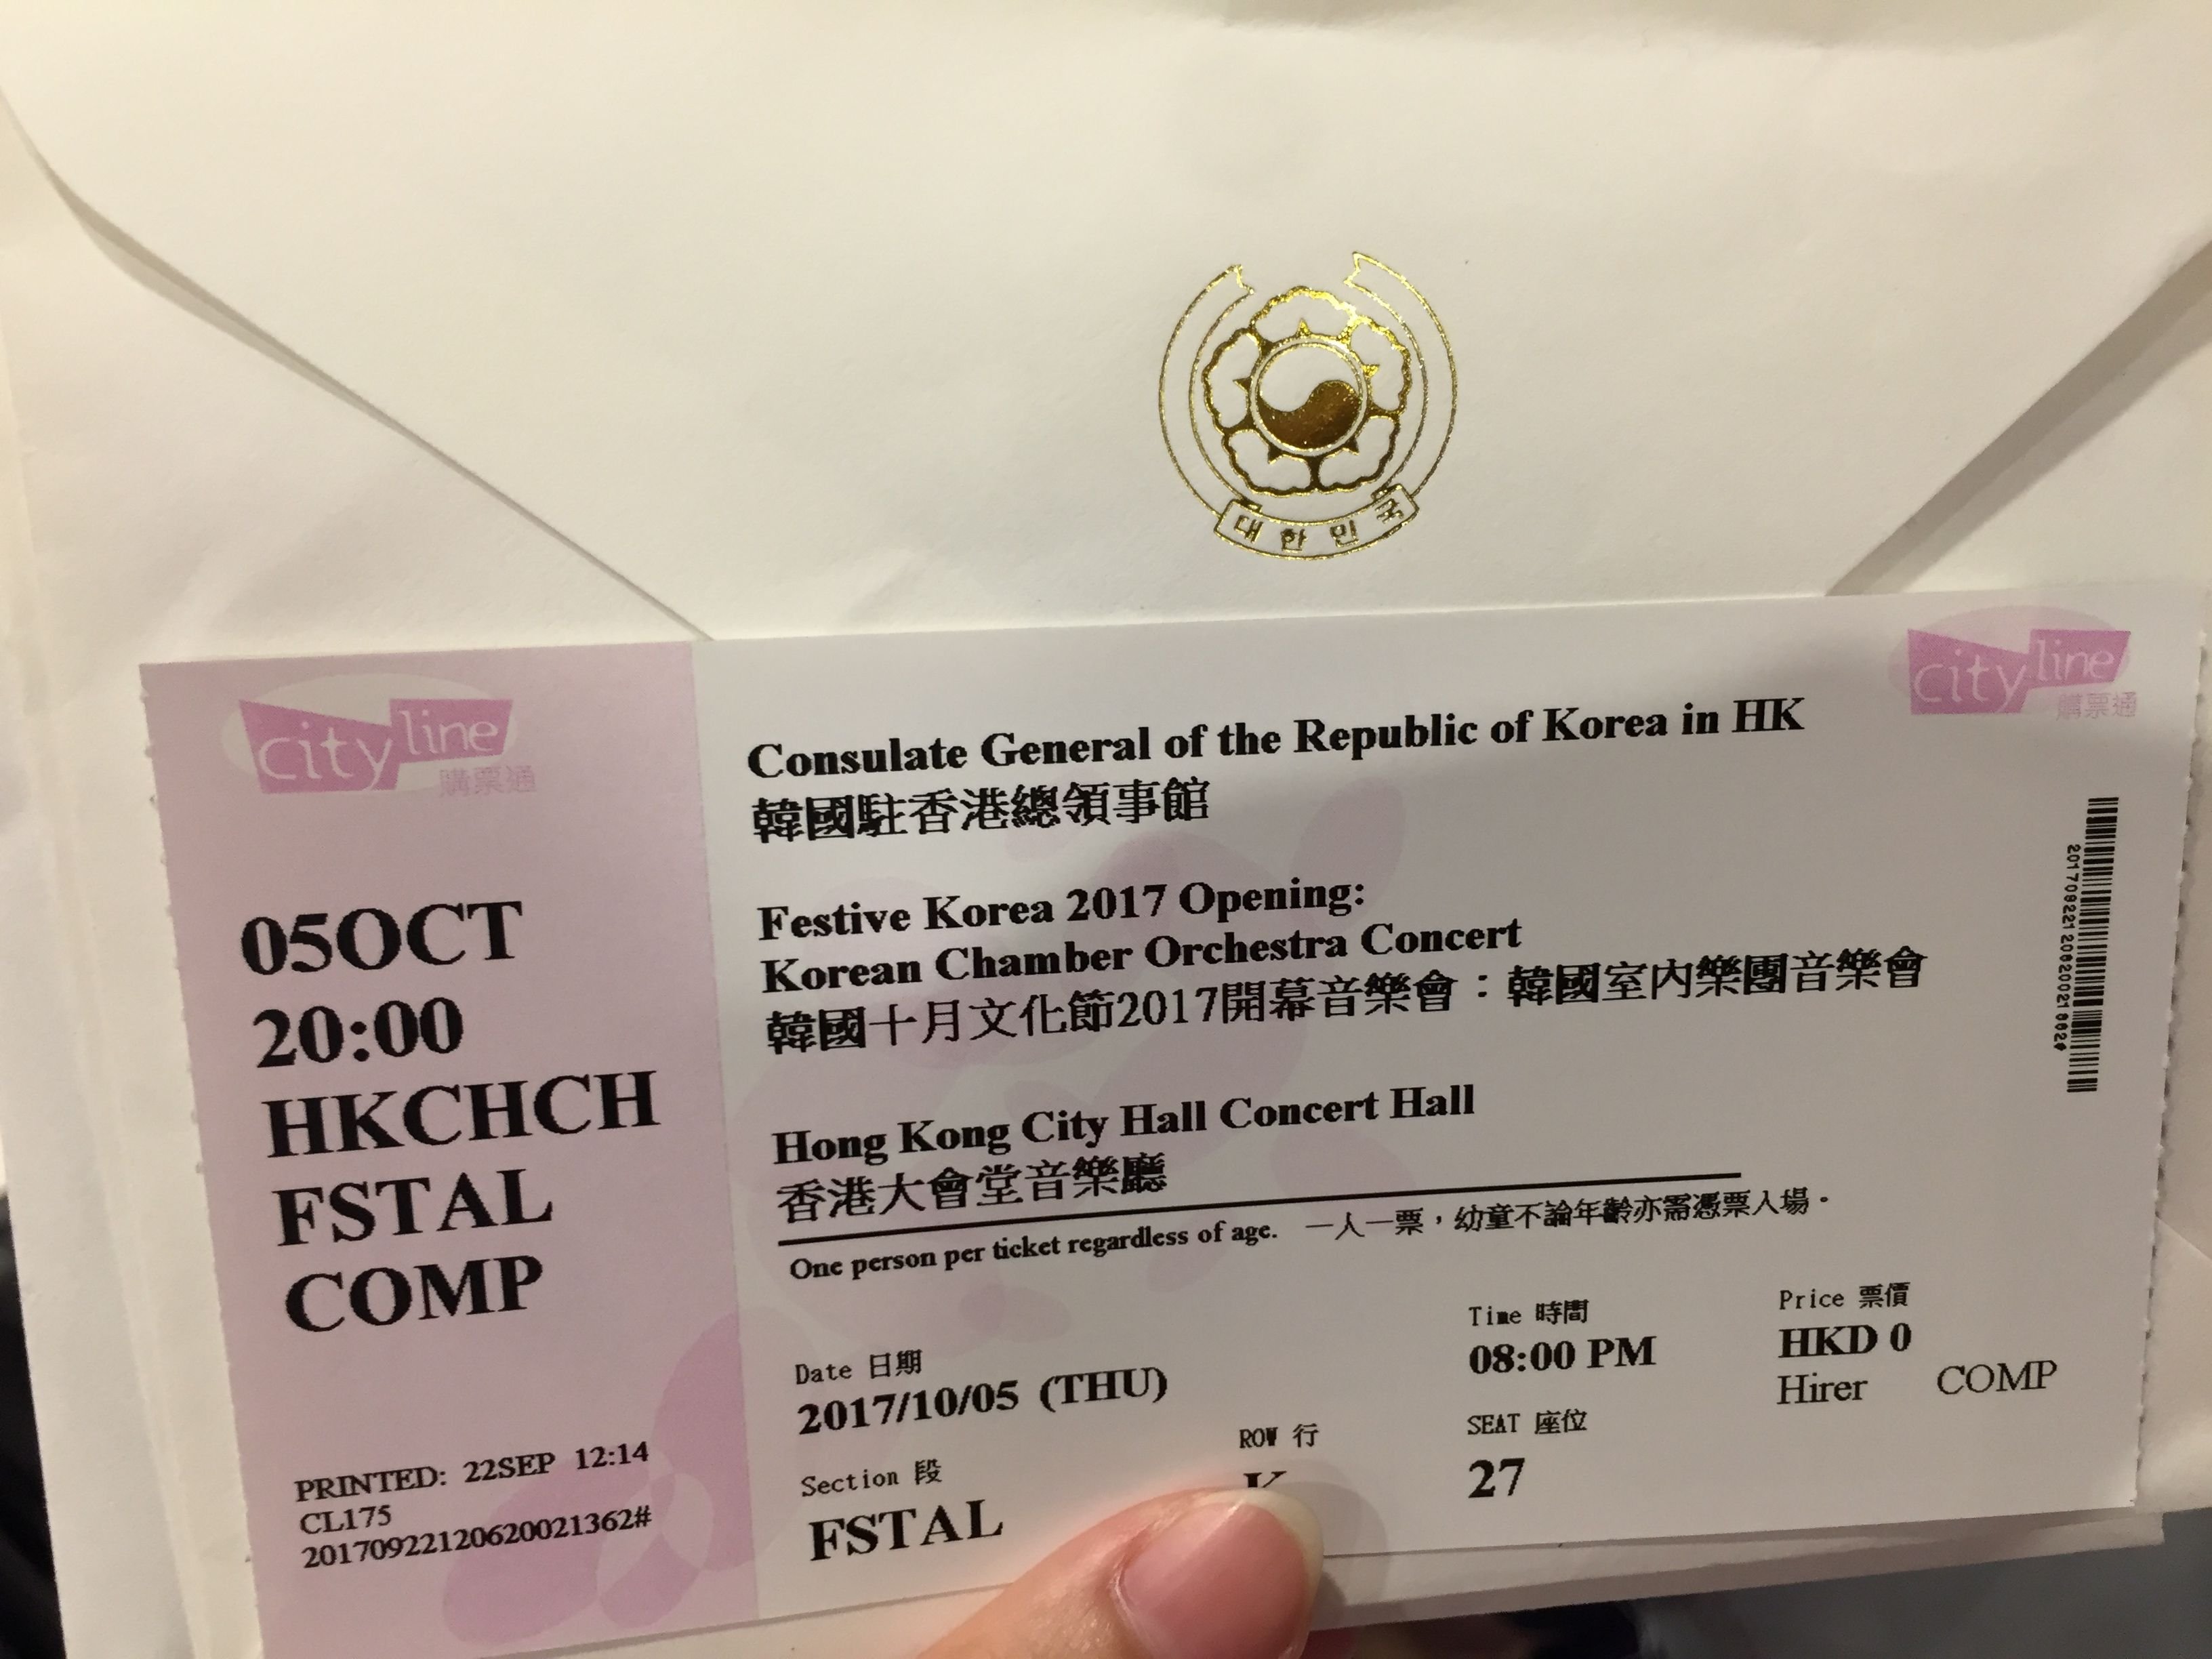 대한민국
city line
購票通
city line
購票通
05OCT
20:00
HKCHCH
FSTAL
COMP
PRINTED: 22SEP 12:14
CL175
2017092212062002​1362#
Consulate General of the Republic of Korea in HK
韓國駐香港總領事館
Festive Korea 2017 Opening:
Korean Chamber Orchestra Concert
韓國十月文化節2017開幕音樂會：韓國室內樂團音樂會
Hong Kong City Hall Concert Hall
香港大會堂音樂廳
One person per ticket regardless of age. 一人一票，幼童不論年齡亦需憑票入場。
Date 日期
2017/10/05 (THU)
Time 時間
08:00 PM
Price 票價
HKD 0
Hirer COMP
Section 段
FSTAL
ROW 行
SEAT 座位
27